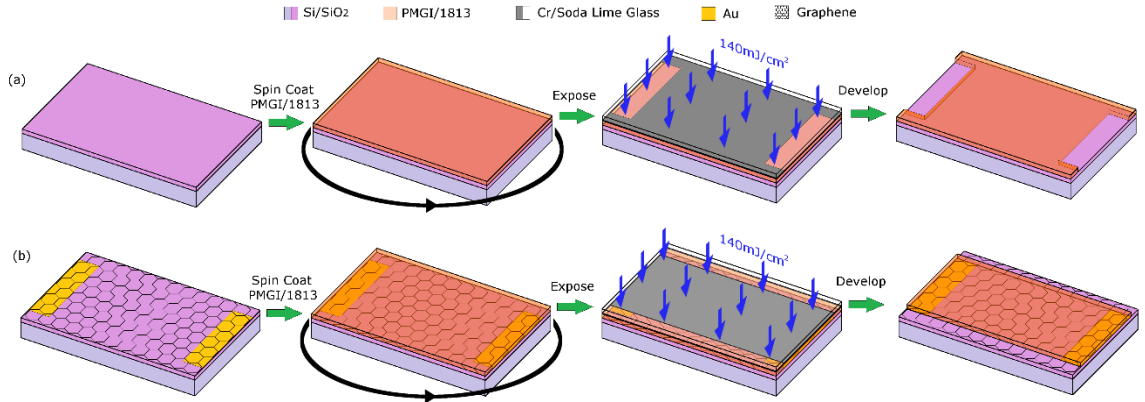 Si/SiO₂ PMGI/1813 Cr/Soda Lime Glass Au Graphene
(a)
Spin Coat
PMGI/1813
Expose
140mJ/cm²
Develop
(b)
Spin Coat
PMGI/1813
Expose
140mJ/cm²
Develop